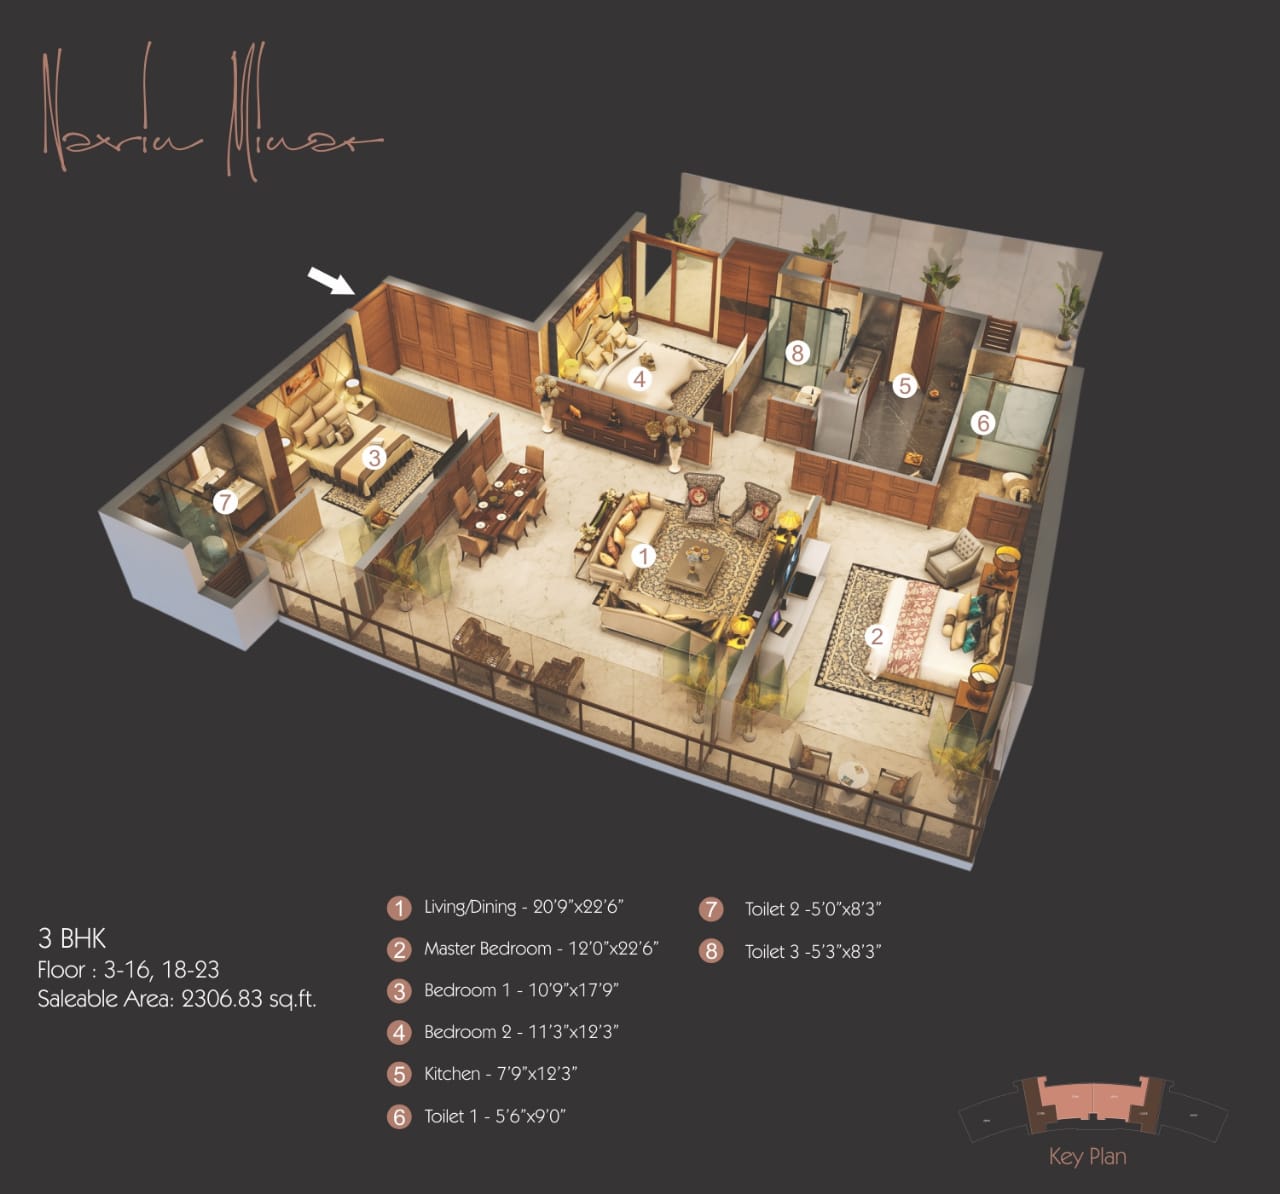 Naxrin Minar
8
4
5
6
3
7
1
2
3 BHK
Floor : 3-16, 18-23
Saleable Area: 2306.83 sq.ft.
1 Living/Dining - 20'9"x22'6"
2 Master Bedroom - 12'0"x22'6"
3 Bedroom 1 - 10'9"x17'9"
4 Bedroom 2 - 11'3"x12'3"
5 Kitchen - 7'9"x12'3"
6 Toilet 1 - 5'6"x9'0"
7 Toilet 2 -5'0"x8'3"
8 Toilet 3 -5'3"x8'3"
Key Plan